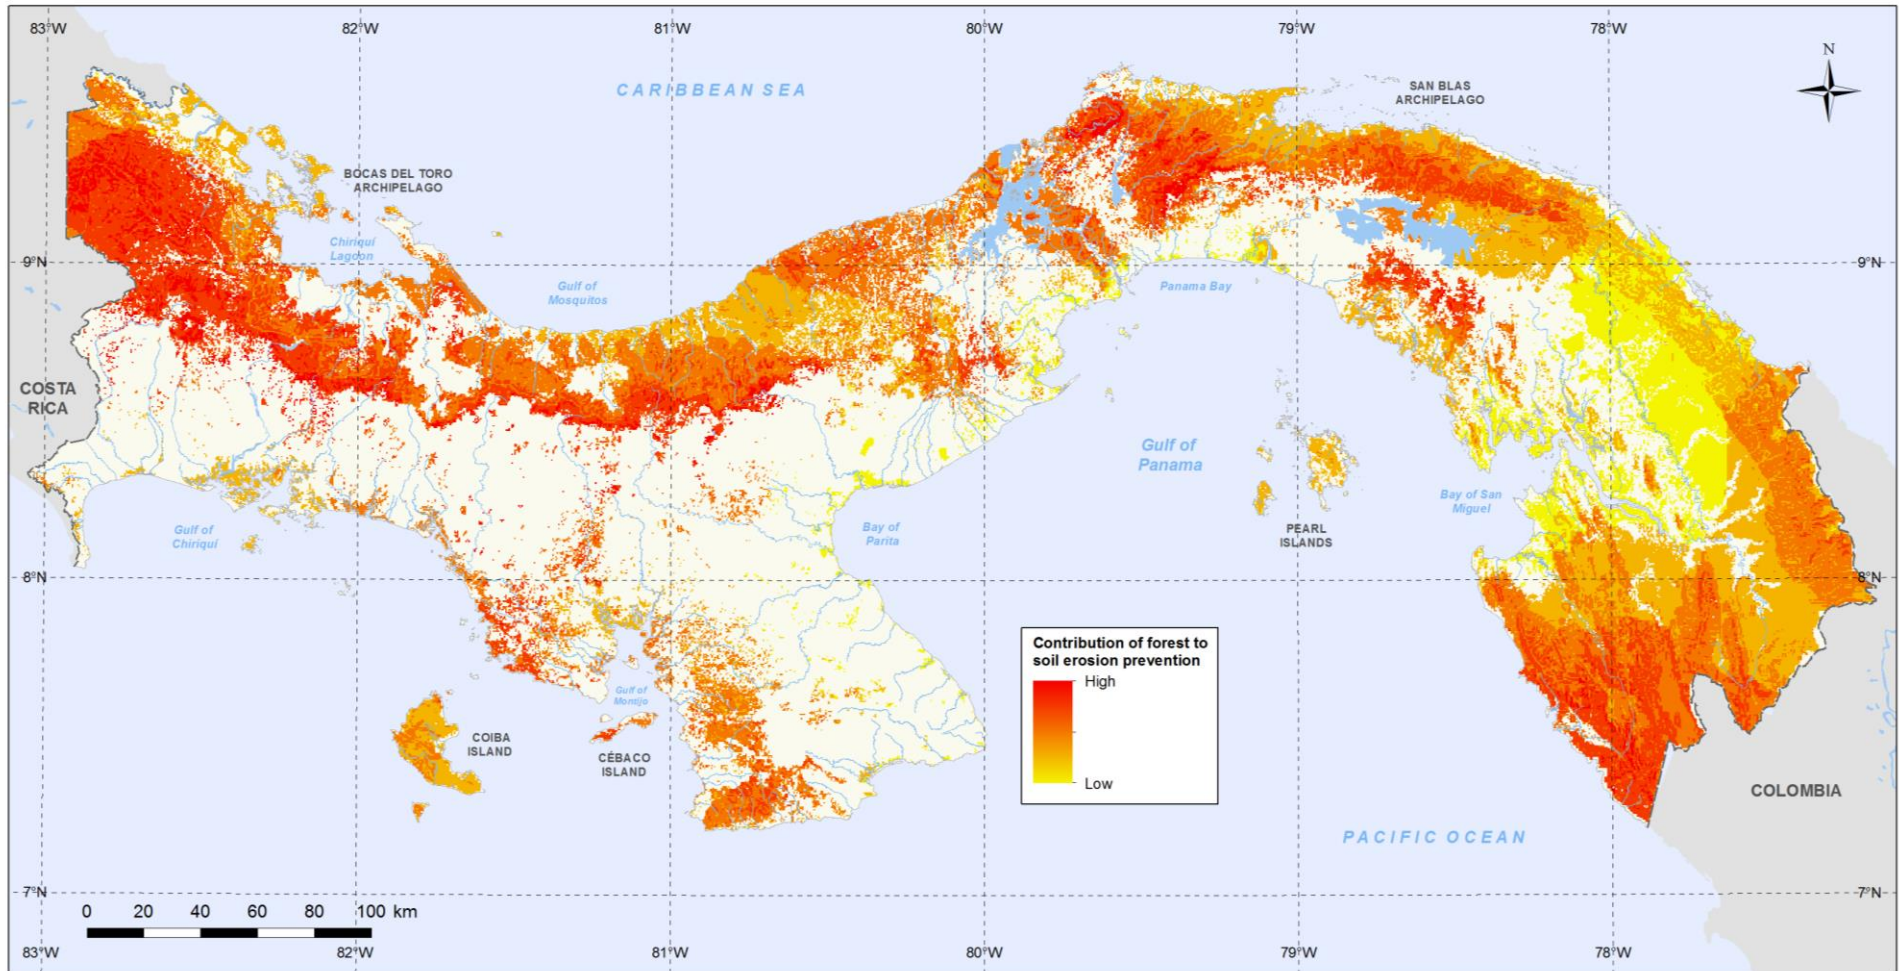 83°W 82°W 81°W 80°W 79°W 78°W
N
CARIBBEAN SEA
SAN BLAS
ARCHIPELAGO
BOCAS DEL TORO
ARCHIPELAGO
Chiriquí
Lagoon
9°N 9°N
Gulf of
Mosquitos
Panama Bay
COSTA
RICA
Gulf of
Panama
Bay of San
Miguel
Gulf of
Chiriquí
Bay of
Parita
PEARL
ISLANDS
8°N 8°N
Contribution of forest to
soil erosion prevention
High
Low
Gulf of
Montijo
COIBA
ISLAND
CÉBACO
ISLAND
COLOMBIA
PACIFIC OCEAN
7°N 7°N
0 20 40 60 80 100 km
83°W 82°W 81°W 80°W 79°W 78°W